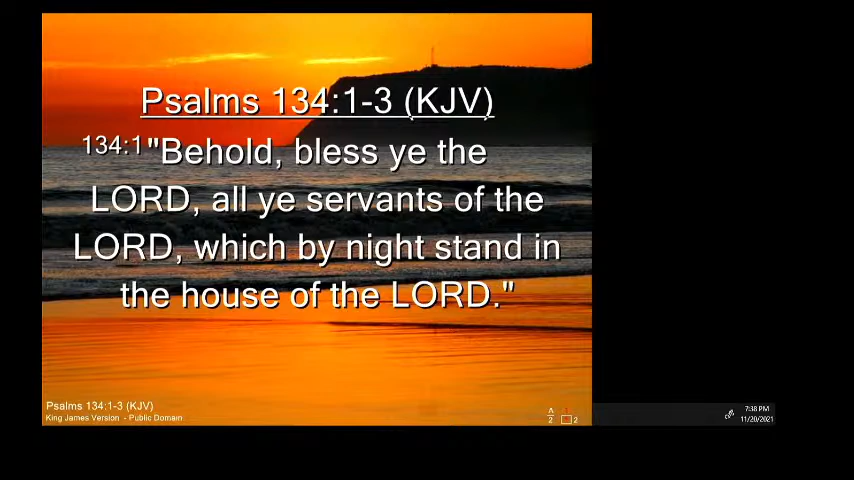 Psalms 134:1-3 (KJV)
134:1"Behold, bless ye the
LORD, all ye servants of the
LORD, which by night stand in
the house of the LORD."
Psalms 134:1-3 (KJV)
King James Version - Public Domain
A
2
2
7:38 PM
11/20/2021